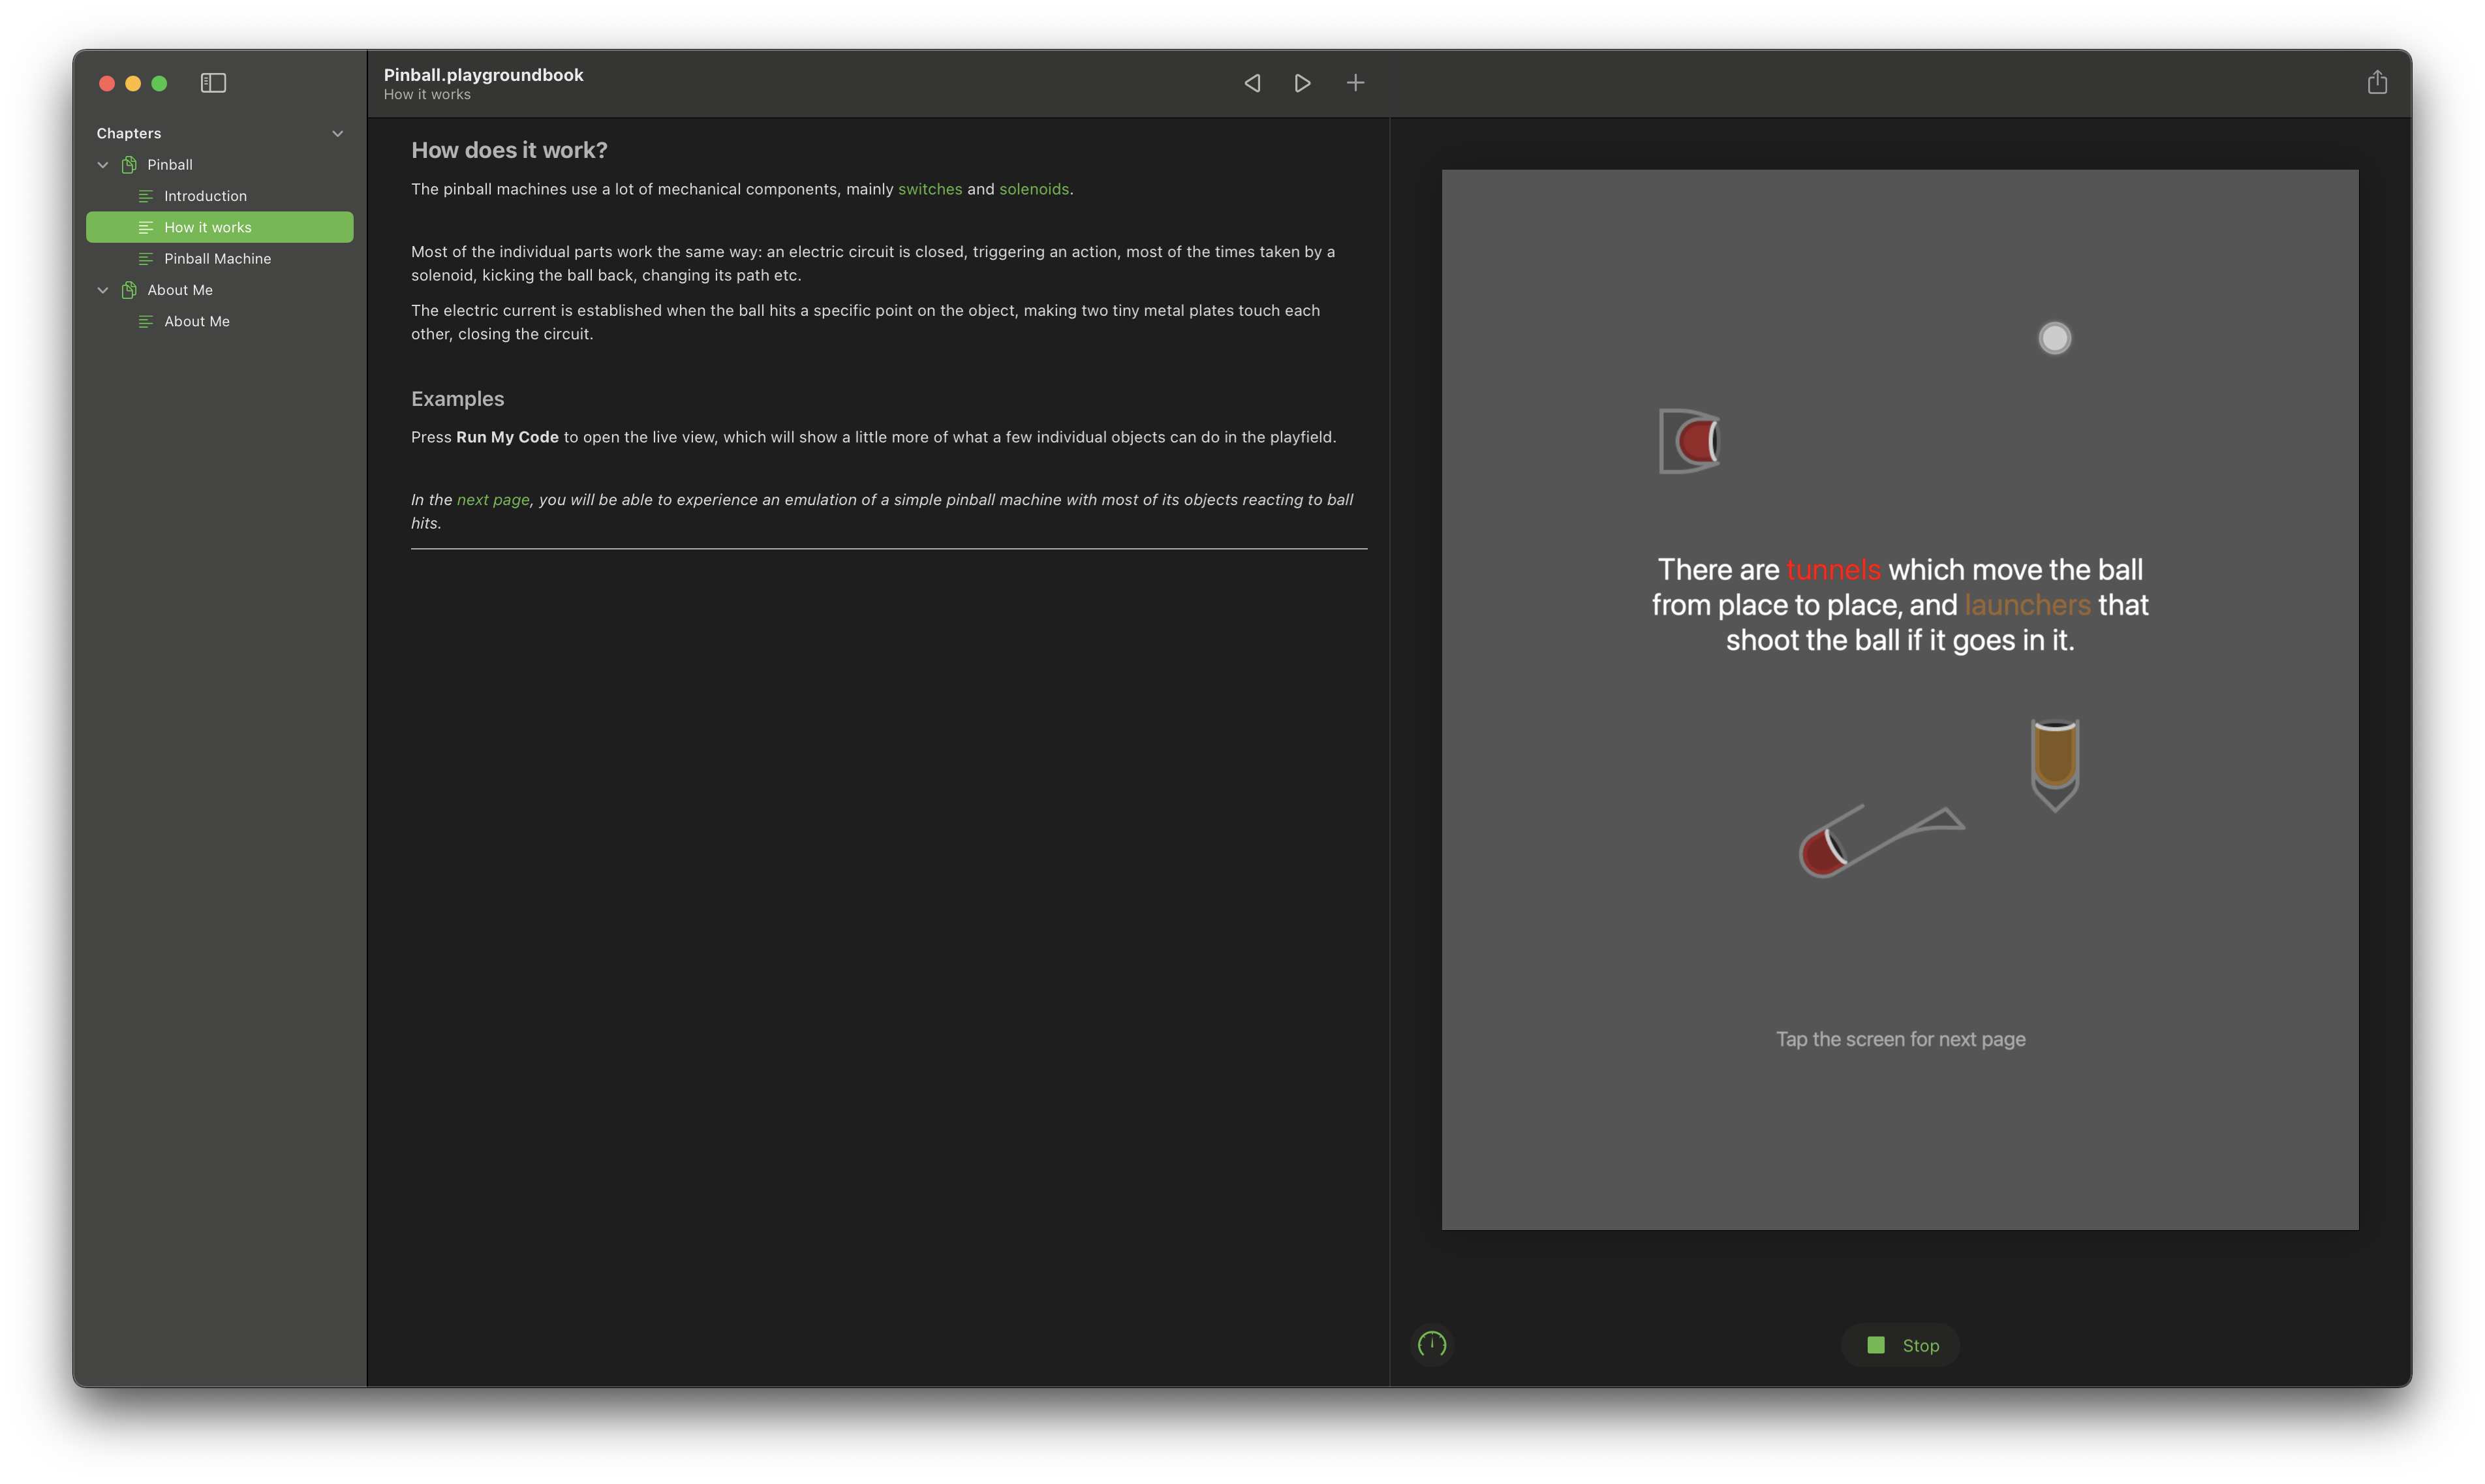 Pinball.playgroundbook
How it works
Chapters
Pinball
Introduction
How it works
Pinball Machine
About Me
About Me
How does it work?
The pinball machines use a lot of mechanical components, mainly switches and solenoids.
Most of the individual parts work the same way: an electric circuit is closed, triggering an action, most of the times taken by a
solenoid, kicking the ball back, changing its path etc.
The electric current is established when the ball hits a specific point on the object, making two tiny metal plates touch each
other, closing the circuit.
Examples
Press Run My Code to open the live view, which will show a little more of what a few individual objects can do in the playfield.
In the next page, you will be able to experience an emulation of a simple pinball machine with most of its objects reacting to ball
hits.
There are tunnels which move the ball
from place to place, and launchers that
shoot the ball if it goes in it.
Tap the screen for next page
Stop